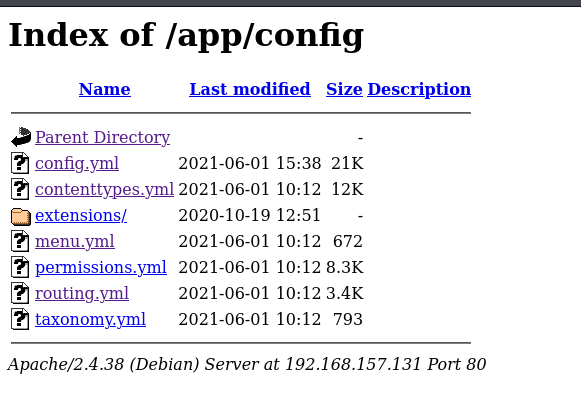 Index of /app/config
Name Last modified Size Description
Parent Directory -
config.yml 2021-06-01 15:38 21K
contenttypes.yml 2021-06-01 10:12 12K
extensions/ 2020-10-19 12:51 -
menu.yml 2021-06-01 10:12 672
permissions.yml 2021-06-01 10:12 8.3K
routing.yml 2021-06-01 10:12 3.4K
taxonomy.yml 2021-06-01 10:12 793
Apache/2.4.38 (Debian) Server at 192.168.157.131 Port 80